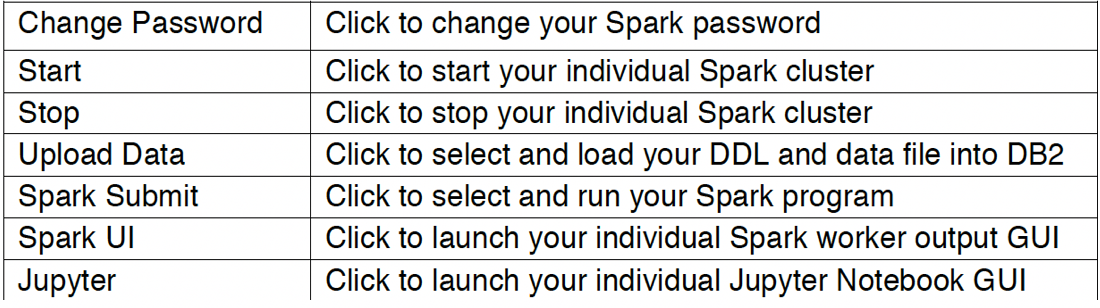 Change Password Click to change your Spark password
Start Click to start your individual Spark cluster
Stop Click to stop your individual Spark cluster
Upload Data Click to select and load your DDL and data file into DB2
Spark Submit Click to select and run your Spark program
Spark UI Click to launch your individual Spark worker output GUI
Jupyter Click to launch your individual Jupyter Notebook GUI